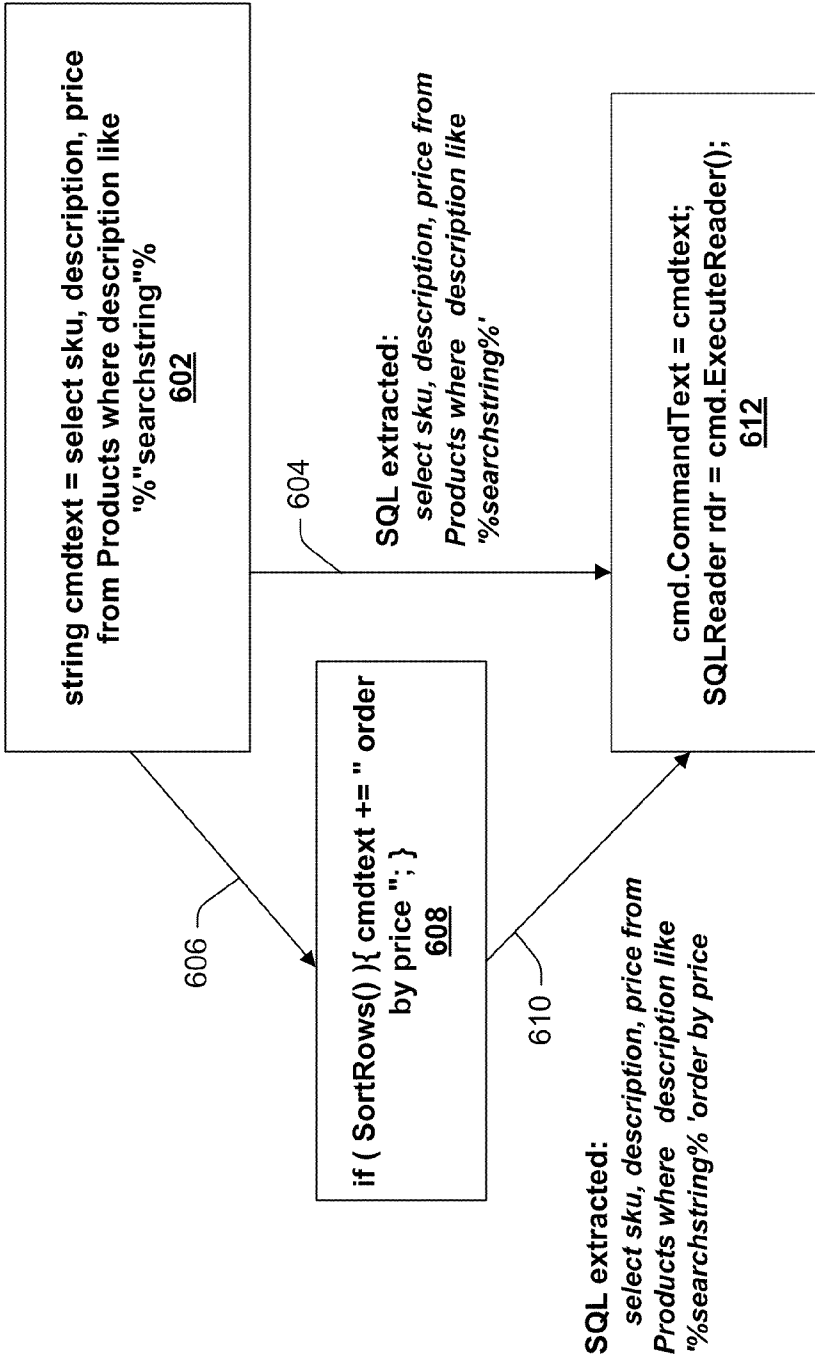 string cmdtext = select sku, description, price
from Products where description like
'%"searchstring"%
602
604
SQL extracted:
select sku, description, price from
Products where description like
'%searchstring%'
606
if ( SortRows() ){ cmdtext += " order
by price "; }
608
610
SQL extracted:
select sku, description, price from
Products where description like
'%searchstring% 'order by price
cmd.CommandText = cmdtext;
SQLReader rdr = cmd.ExecuteReader();
612